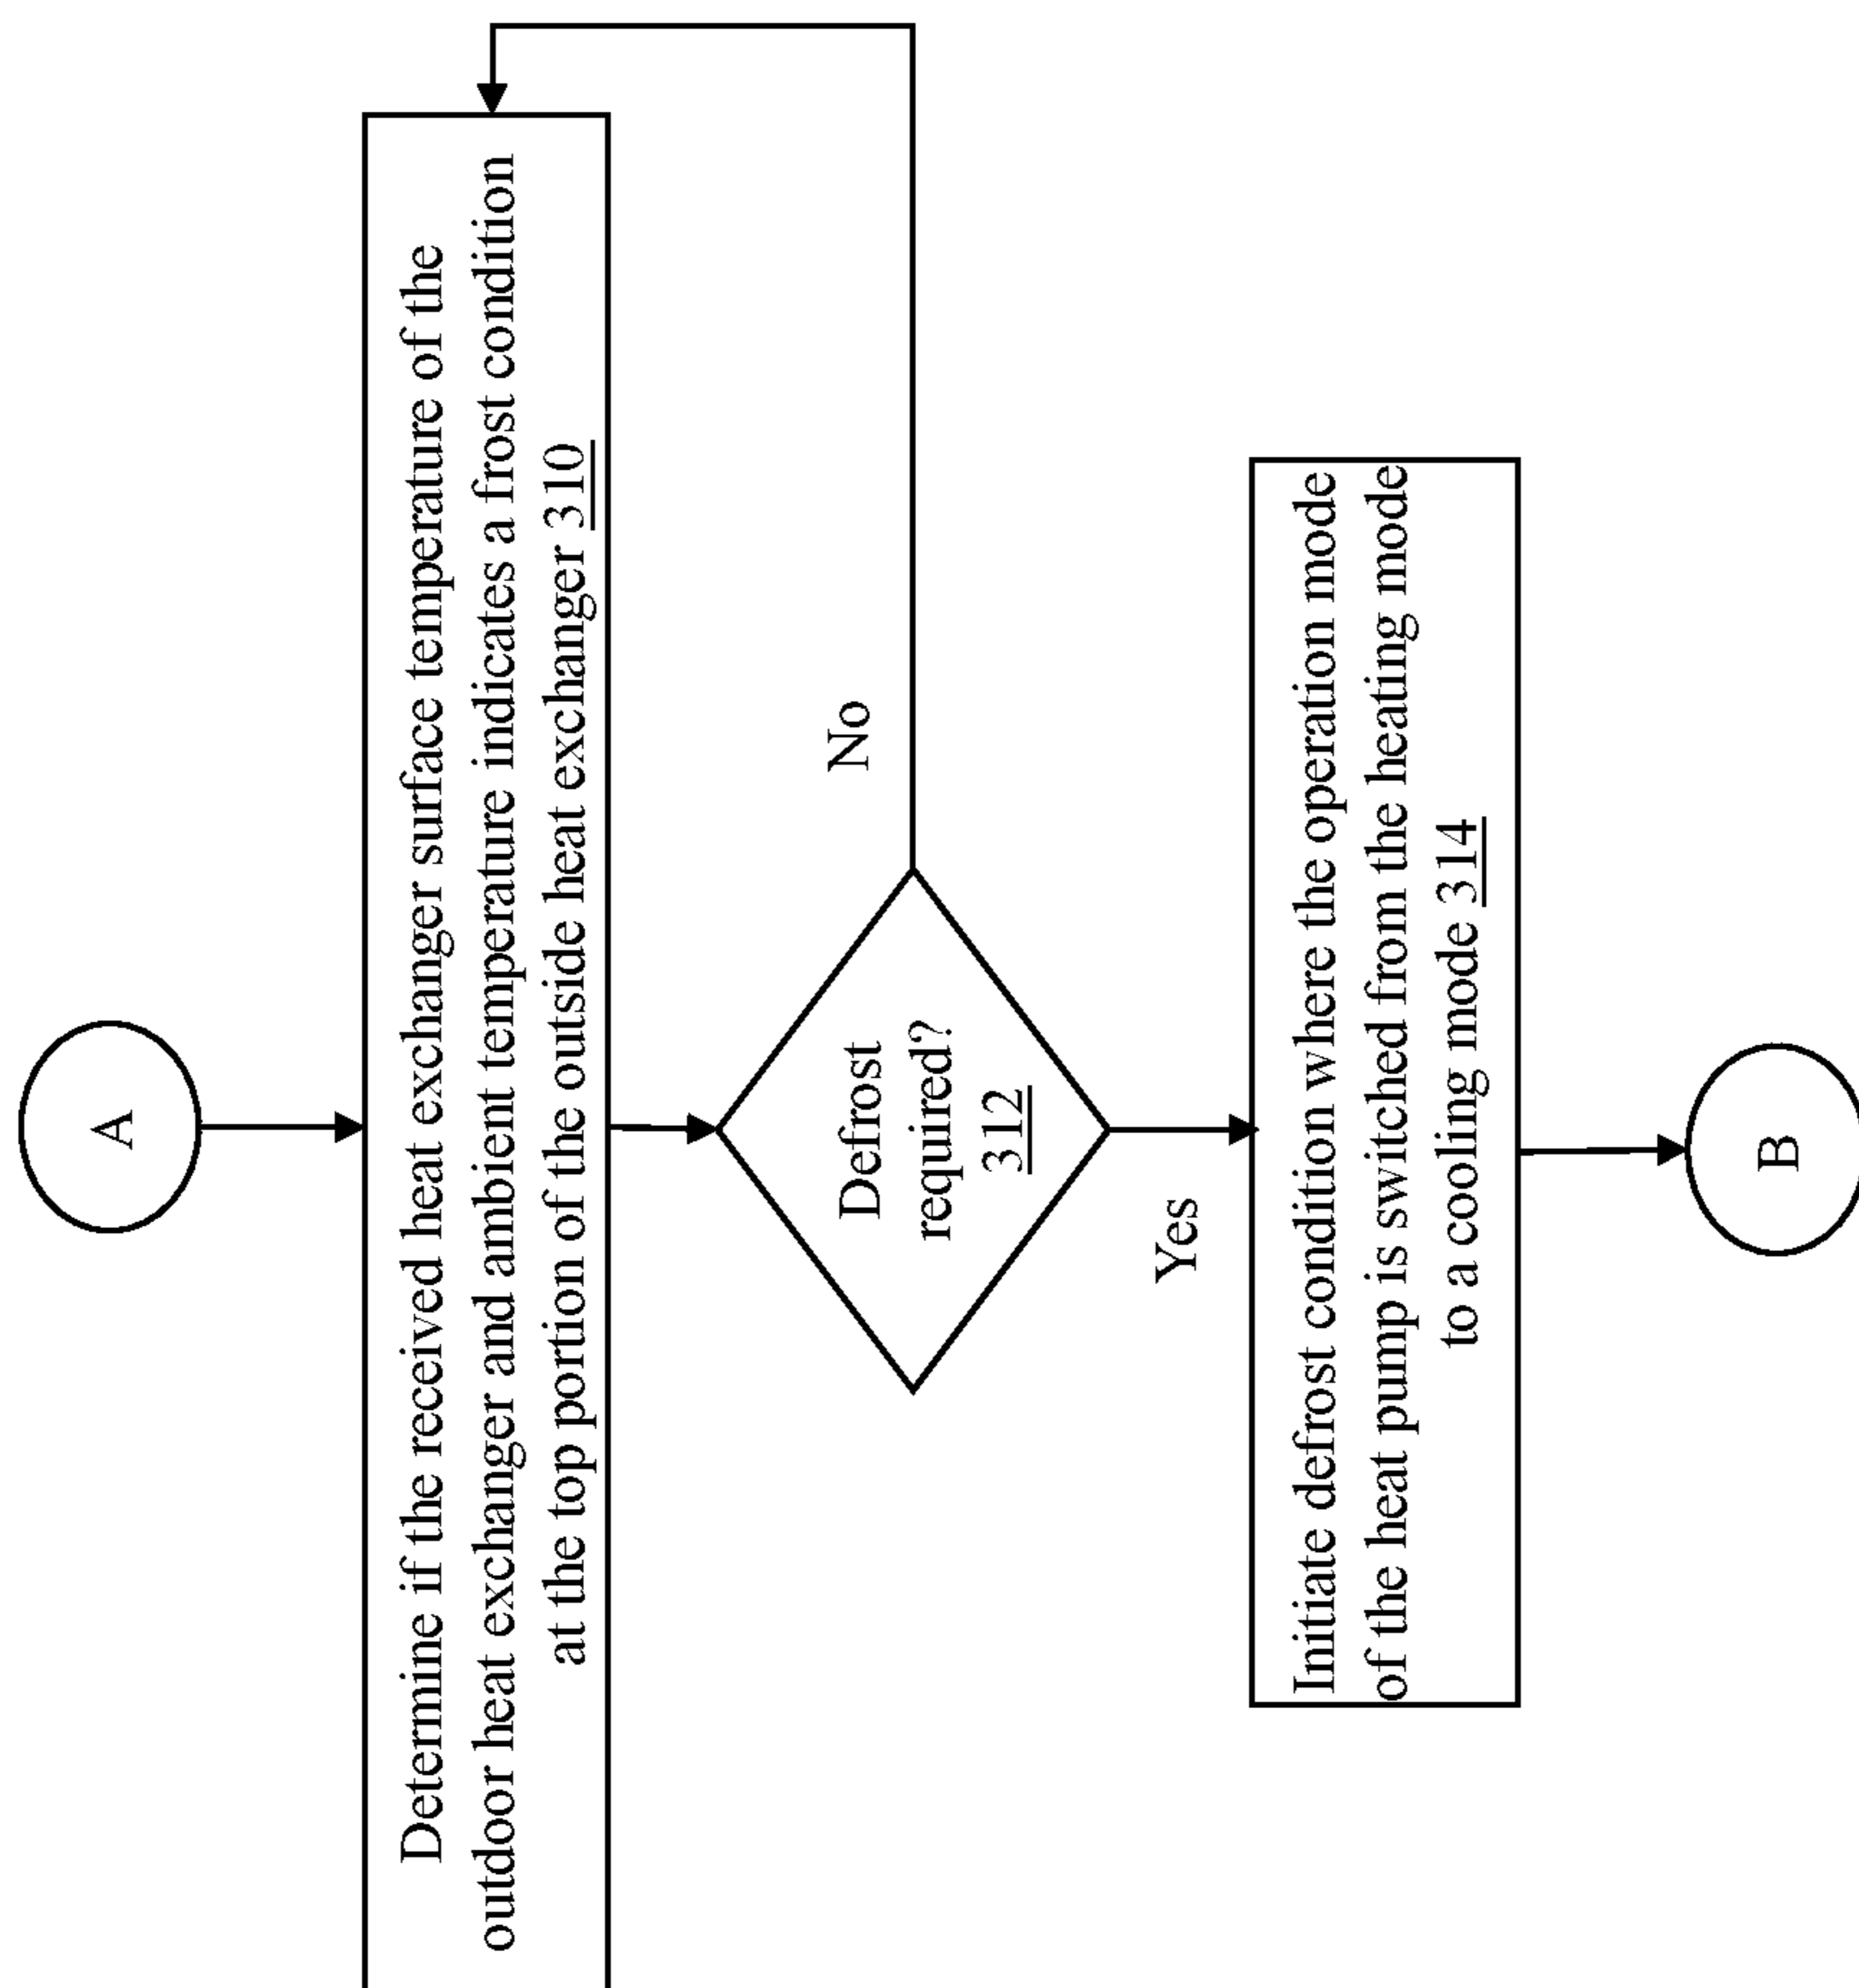 A
Determine if the received heat exchanger surface temperature of the
outdoor heat exchanger and ambient temperature indicates a frost condition
at the top portion of the outside heat exchanger 310
Defrost
required?
312
No
Yes
Initiate defrost condition where the operation mode
of the heat pump is switched from the heating mode
to a cooling mode 314
B